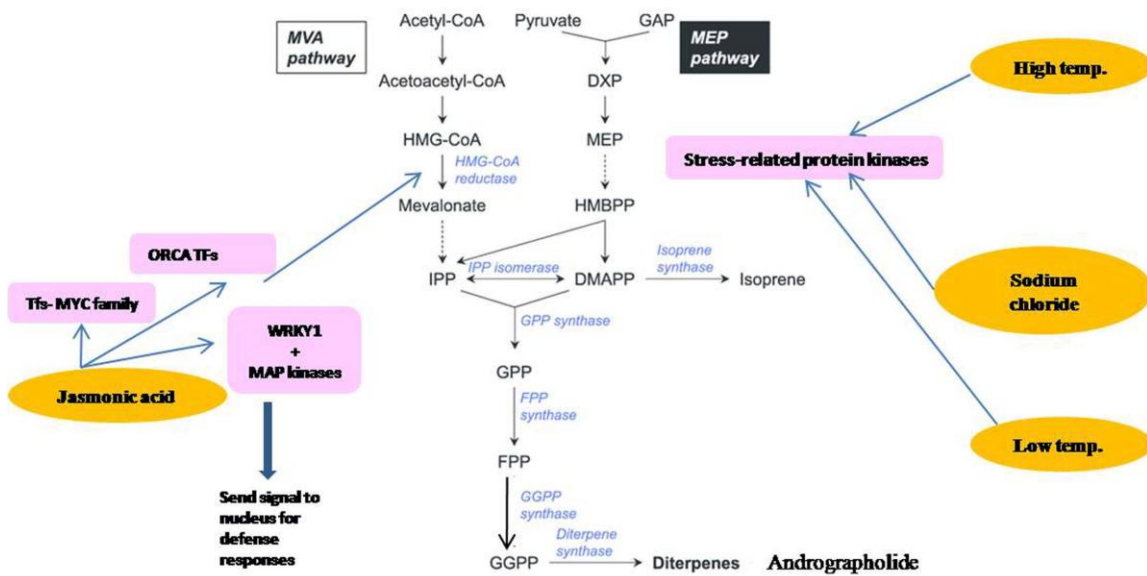 Acetyl-CoA
Pyruvate
GAP
MVA
pathway
MEP
pathway
High temp.
Acetoacetyl-CoA
DXP
HMG-CoA
MEP
Stress-related protein kinases
HMG-CoA
reductase
Mevalonate
HMBPP
ORCA TFs
IPP isomerase
Isoprene
synthase
IPP
DMAPP
Isoprene
Sodium
chloride
Tfs- MYC family
GPP synthase
WRKY1
+
MAP kinases
GPP
Jasmonic acid
FPP
synthase
Low temp.
FPP
Send signal to
nucleus for
defense
responses
GGPP
synthase
Diterpene
synthase
GGPP
Diterpenes
Andrographolide